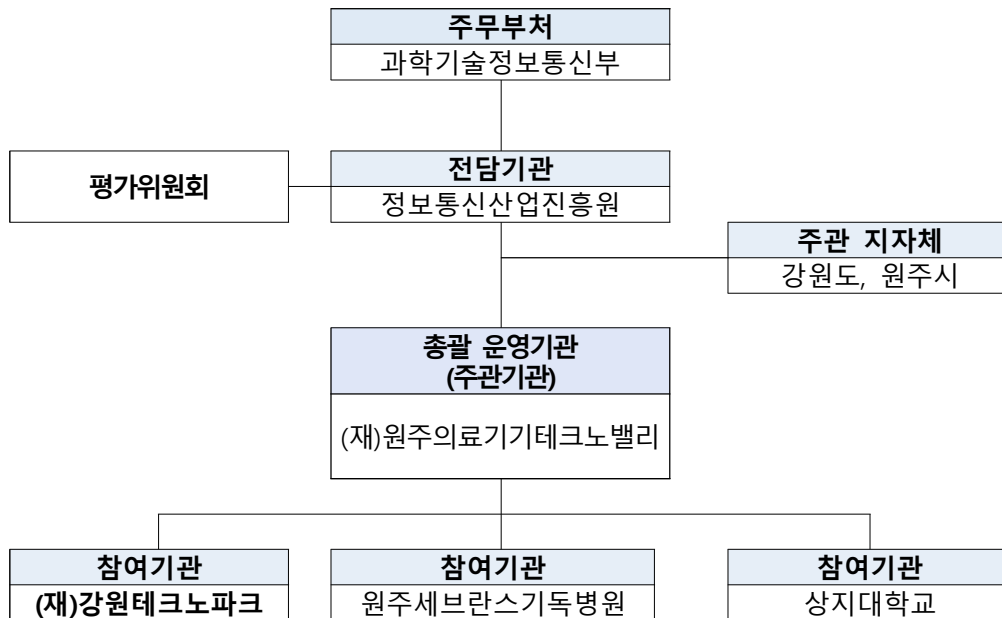 주무부처
과학기술정보통신부
평가위원회
전담기관
정보통신산업진흥원
주관 지자체
강원도, 원주시
총괄 운영기관
(주관기관)
(재)원주의료기기테크노밸리
참여기관
(재)강원테크노파크
참여기관
원주세브란스기독병원
참여기관
상지대학교